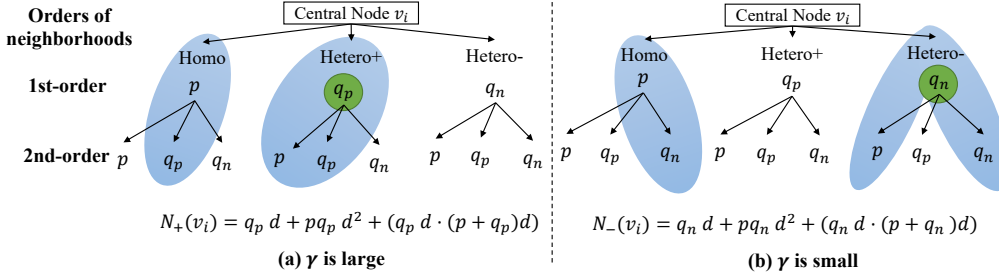 Orders of neighborhoods
Central Node v_i
Central Node v_i
Homo Hetero+ Hetero-
Homo Hetero+ Hetero-
1st-order
p q_p q_n
p q_p q_n
2nd-order
p q_p q_n p q_p q_n p q_p q_n
p q_p q_n p q_p q_n p q_p q_n
N_+(v_i) = q_p d + pq_p d^2 + (q_p d · (p + q_p)d)
N_−(v_i) = q_n d + pq_n d^2 + (q_n d · (p + q_n )d)
(a) γ is large
(b) γ is small